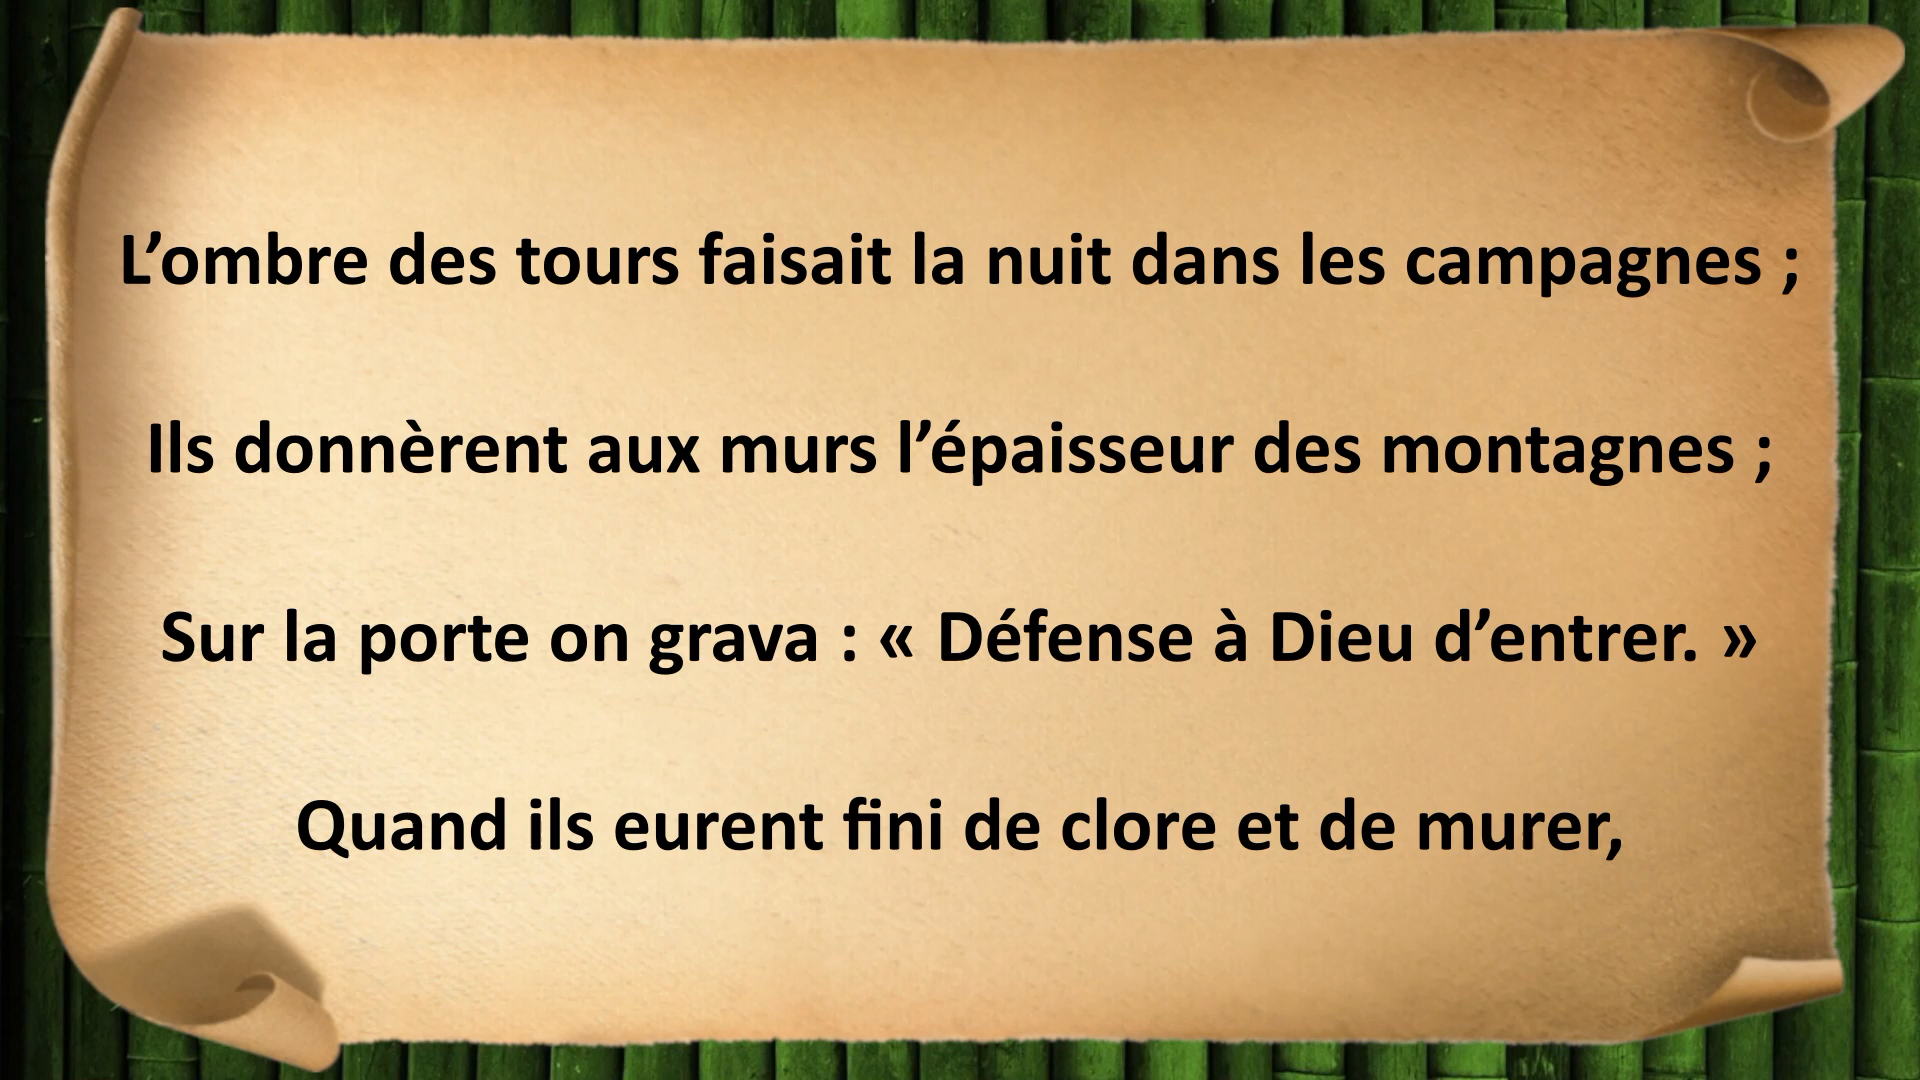 L’ombre des tours faisait la nuit dans les campagnes ;
Ils donnèrent aux murs l’épaisseur des montagnes ;
Sur la porte on grava : « Défense à Dieu d’entrer. »
Quand ils eurent fini de clore et de murer,